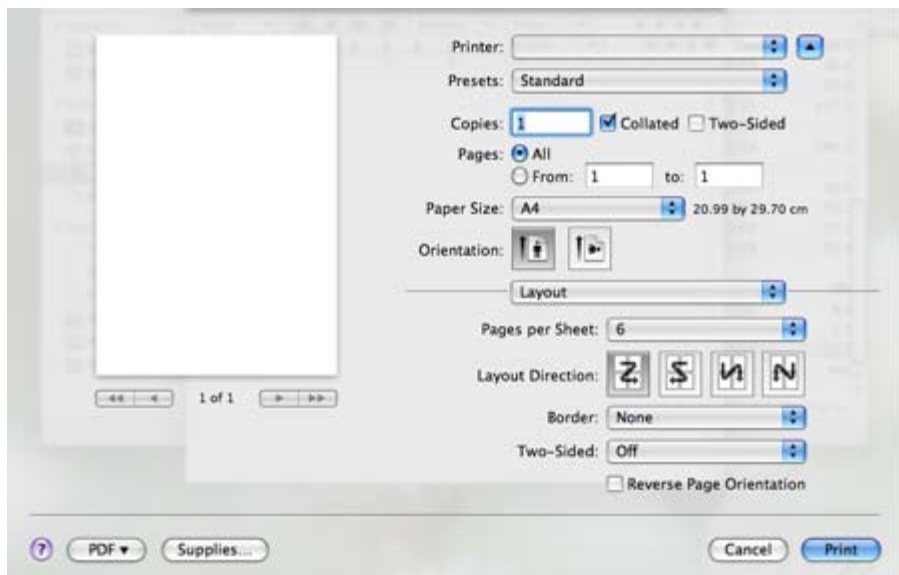 Printer:
Presets: Standard
Copies: 1 Collated Two-Sided
Pages: All
From: 1 to: 1
Paper Size: A4 20.99 by 29.70 cm
Orientation:
Layout
Pages per Sheet: 6
Layout Direction:
1 of 1
Border: None
Two-Sided: Off
Reverse Page Orientation
? PDF Supplies... Cancel Print